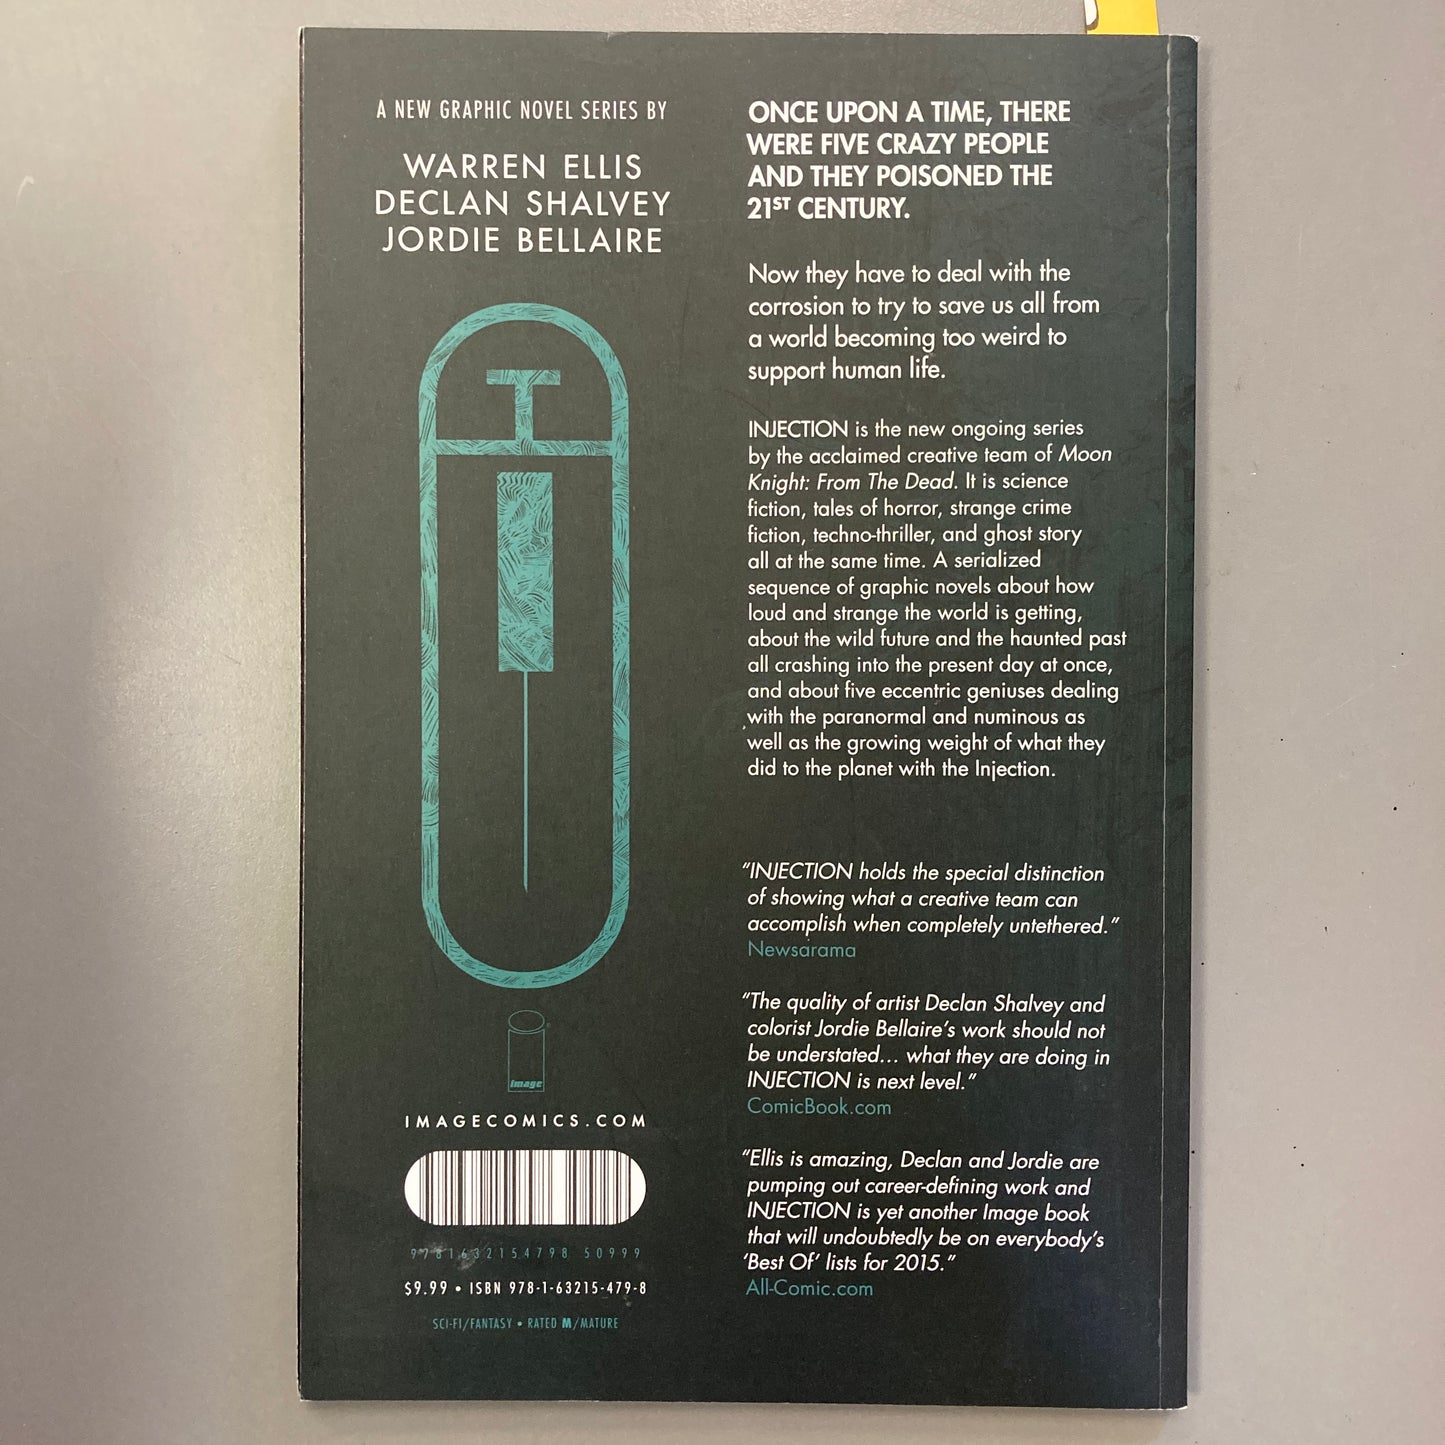 A NEW GRAPHIC NOVEL SERIES BY
WARREN ELLIS
DECLAN SHALVEY
JORDIE BELLAIRE
image
IMAGECOMICS.COM
9781632154798 50999
$9.99 • ISBN 978-1-63215-479-8
SCI-FI/FANTASY • RATED M/MATURE
ONCE UPON A TIME, THERE
WERE FIVE CRAZY PEOPLE
AND THEY POISONED THE
21ST CENTURY.
Now they have to deal with the
corrosion to try to save us all from
a world becoming too weird to
support human life.
INJECTION is the new ongoing series
by the acclaimed creative team of Moon
Knight: From The Dead. It is science
fiction, tales of horror, strange crime
fiction, techno-thriller, and ghost story
all at the same time. A serialized
sequence of graphic novels about how
loud and strange the world is getting,
about the wild future and the haunted past
all crashing into the present day at once,
and about five eccentric geniuses dealing
with the paranormal and numinous as
well as the growing weight of what they
did to the planet with the Injection.
“INJECTION holds the special distinction
of showing what a creative team can
accomplish when completely untethered.”
Newsarama
“The quality of artist Declan Shalvey and
colorist Jordie Bellaire’s work should not
be understated... what they are doing in
INJECTION is next level.”
ComicBook.com
“Ellis is amazing, Declan and Jordie are
pumping out career-defining work and
INJECTION is yet another Image book
that will undoubtedly be on everybody’s
‘Best Of’ lists for 2015.”
All-Comic.com